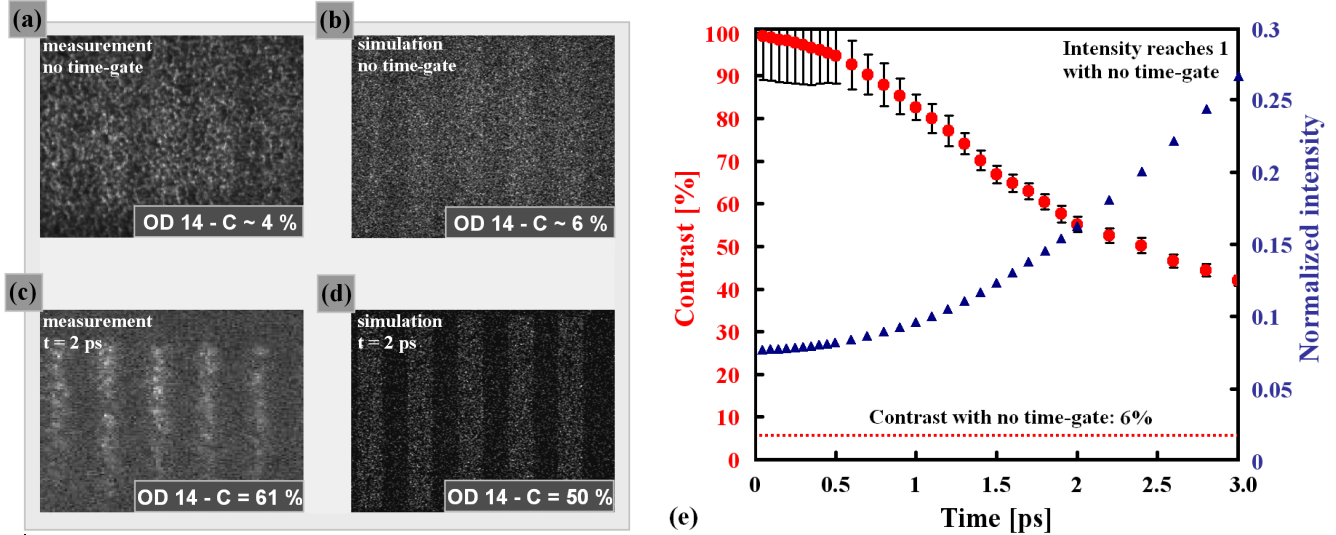 (a)
measurement
no time-gate
OD 14 - C ~ 4 %
(b)
simulation
no time-gate
OD 14 - C ~ 6 %
(c)
measurement
t = 2 ps
OD 14 - C = 61 %
(d)
simulation
t = 2 ps
OD 14 - C = 50 %
Contrast [%]
100
90
80
70
60
50
40
30
20
10
0
Intensity reaches 1
with no time-gate
Contrast with no time-gate: 6%
0.3
0.25
0.2
0.15
0.1
0.05
0
Normalized intensity
0 0.5 1 1.5 2 2.5 3.0
Time [ps]
(e)